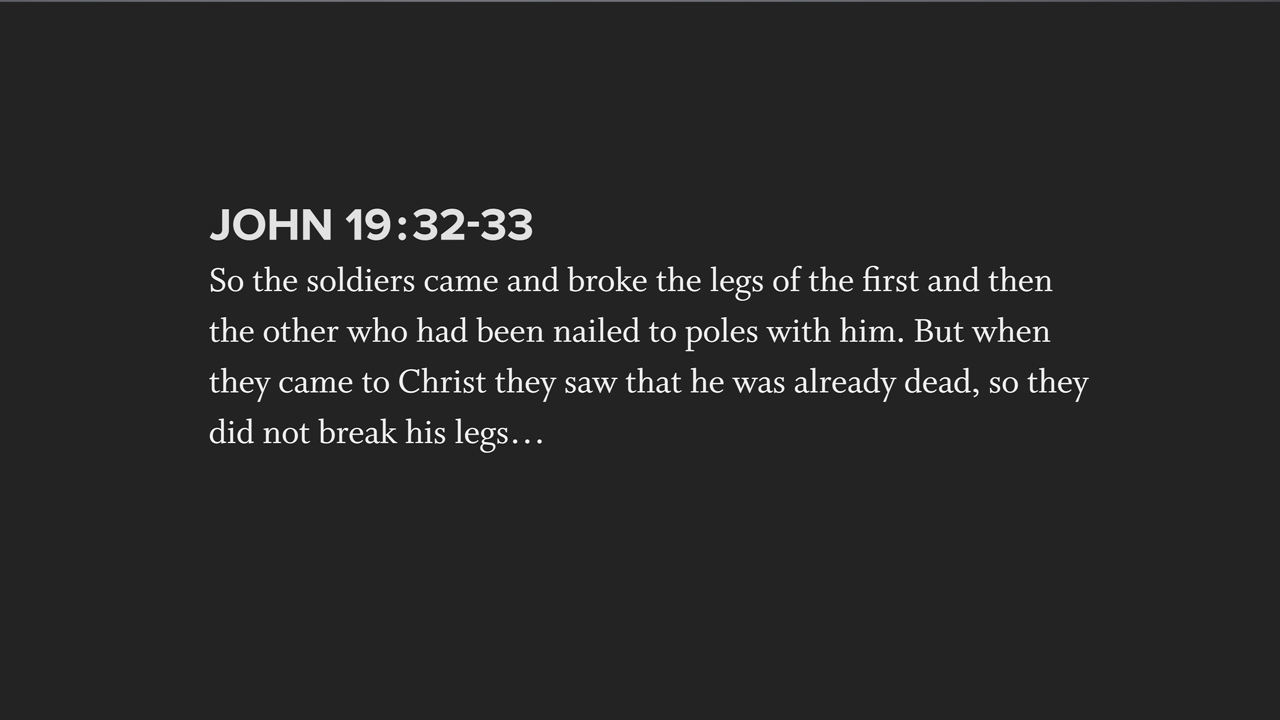 JOHN 19:32-33
So the soldiers came and broke the legs of the first and then
the other who had been nailed to poles with him. But when
they came to Christ they saw that he was already dead, so they
did not break his legs…